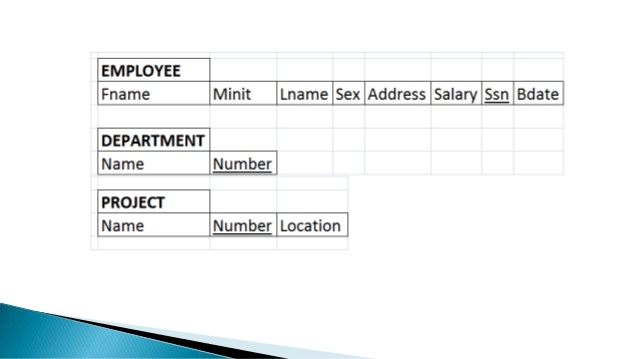 EMPLOYEE
Fname Minit Lname Sex Address Salary Ssn Bdate
DEPARTMENT
Name Number
PROJECT
Name Number Location